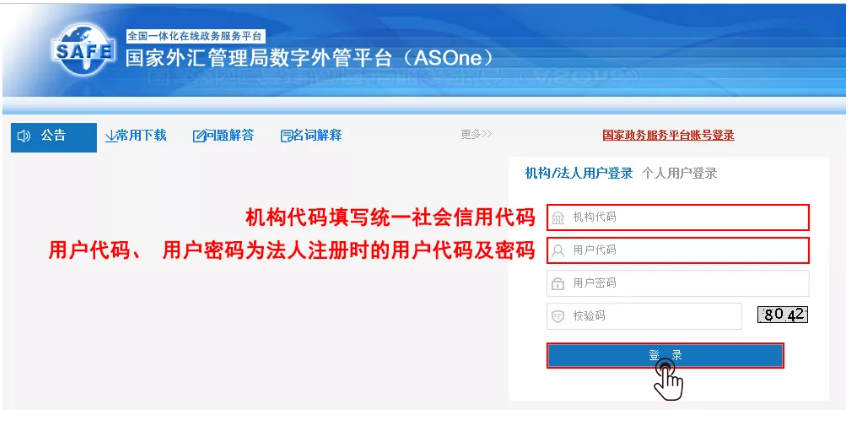 SAFE
全国一体化在线政务服务平台
国家外汇管理局数字外管平台（ASOne）
公告 常用下载 问题解答 名词解释 更多>> 国家政务服务平台账号登录
机构/法人用户登录 个人用户登录
机构代码填写统一社会信用代码 机构代码
用户代码、 用户密码为法人注册时的用户代码及密码 用户代码
用户密码
校验码 8042
登 录